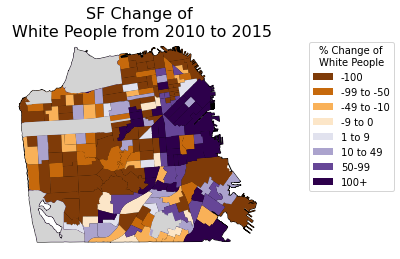 SF Change of
White People from 2010 to 2015
% Change of
White People
-100
-99 to -50
-49 to -10
-9 to 0
1 to 9
10 to 49
50-99
100+